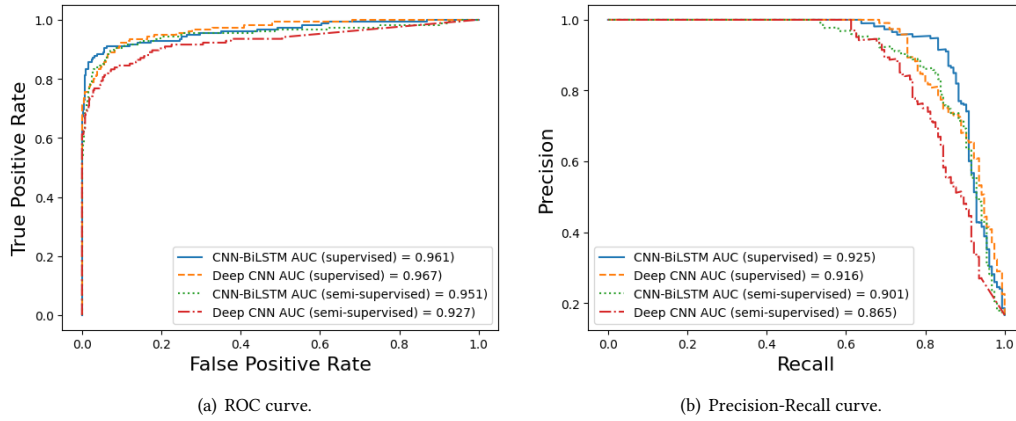 1.0
0.8
0.6
0.4
0.2
0.0
True Positive Rate
CNN-BiLSTM AUC (supervised) = 0.961)
Deep CNN AUC (supervised) = 0.967)
CNN-BiLSTM AUC (semi-supervised) = 0.951)
Deep CNN AUC (semi-supervised) = 0.927)
0.0 0.2 0.4 0.6 0.8 1.0
False Positive Rate
(a) ROC curve.
1.0
0.8
0.6
0.4
0.2
Precision
CNN-BiLSTM AUC (supervised) = 0.925)
Deep CNN AUC (supervised) = 0.916)
CNN-BiLSTM AUC (semi-supervised) = 0.901)
Deep CNN AUC (semi-supervised) = 0.865)
0.0 0.2 0.4 0.6 0.8 1.0
Recall
(b) Precision-Recall curve.